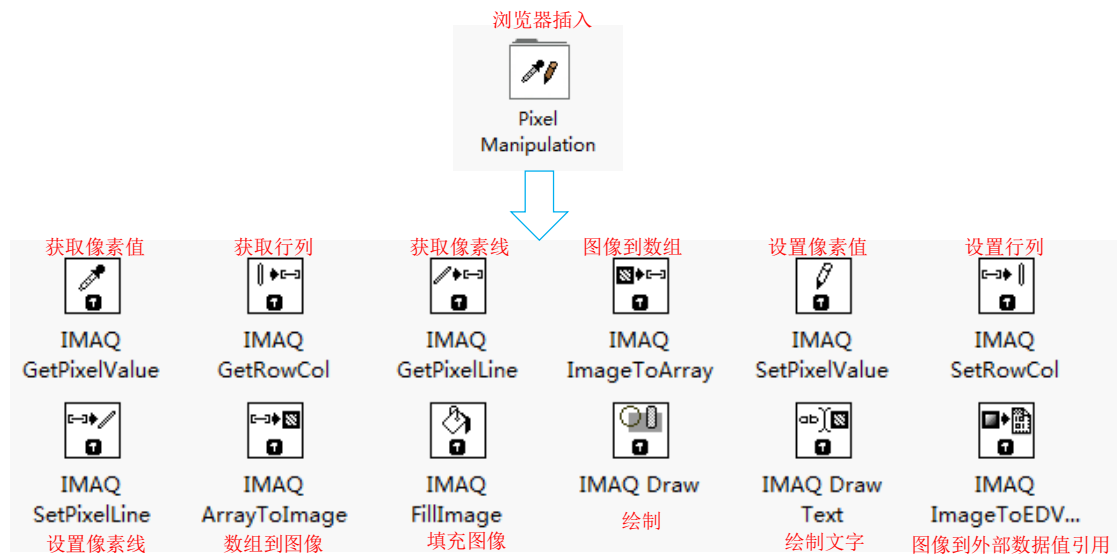 浏览器插入
Pixel
Manipulation
获取像素值 获取行列 获取像素线 图像到数组 设置像素值 设置行列
IMAQ IMAQ IMAQ IMAQ IMAQ IMAQ
GetPixelValue GetRowCol GetPixelLine ImageToArray SetPixelValue SetRowCol
ab
IMAQ IMAQ IMAQ IMAQ Draw IMAQ Draw IMAQ
SetPixelLine ArrayToImage FillImage 绘制 Text ImageToEDV...
设置像素线 数组到图像 填充图像 绘制文字 图像到外部数据值引用